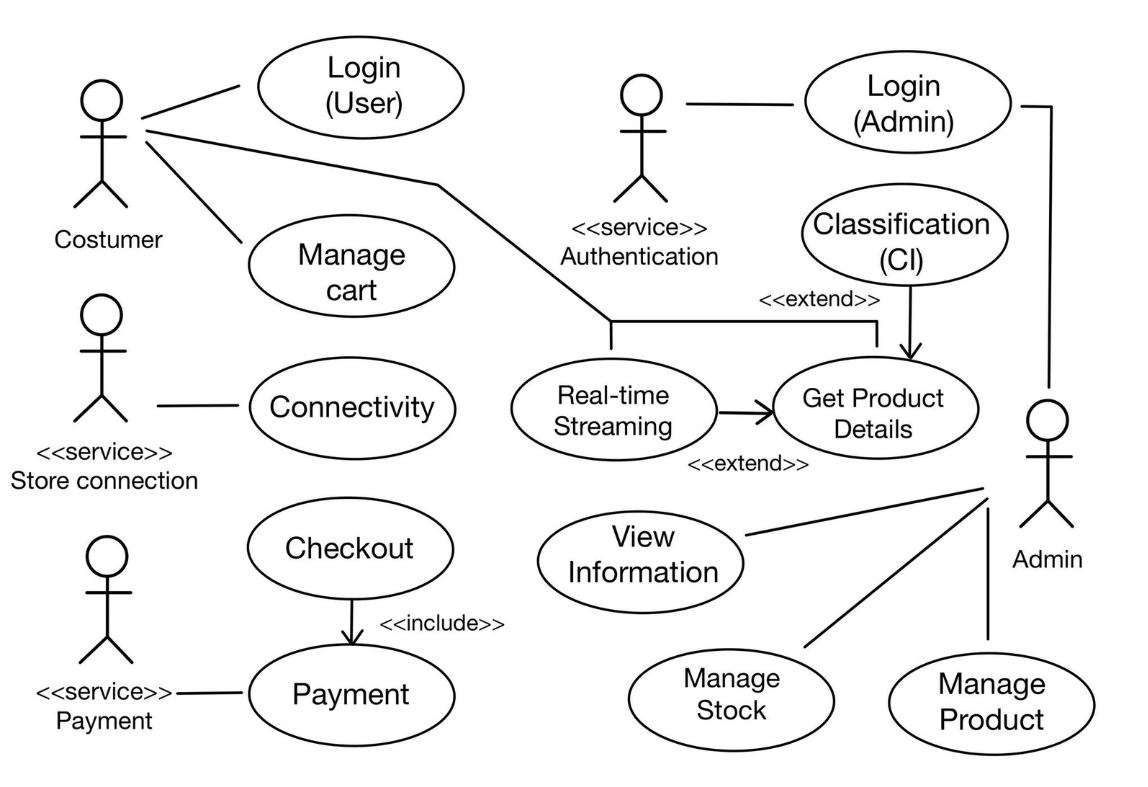 Login
(User)
Login
(Admin)
Costumer
<<service>>
Authentication
Classification
(CI)
Manage
cart
<<extend>>
Connectivity
Real-time
Streaming
Get Product
Details
<<service>>
Store connection
<<extend>>
Checkout
View
Information
Admin
<<include>>
<<service>>
Payment
Payment
Manage
Stock
Manage
Product